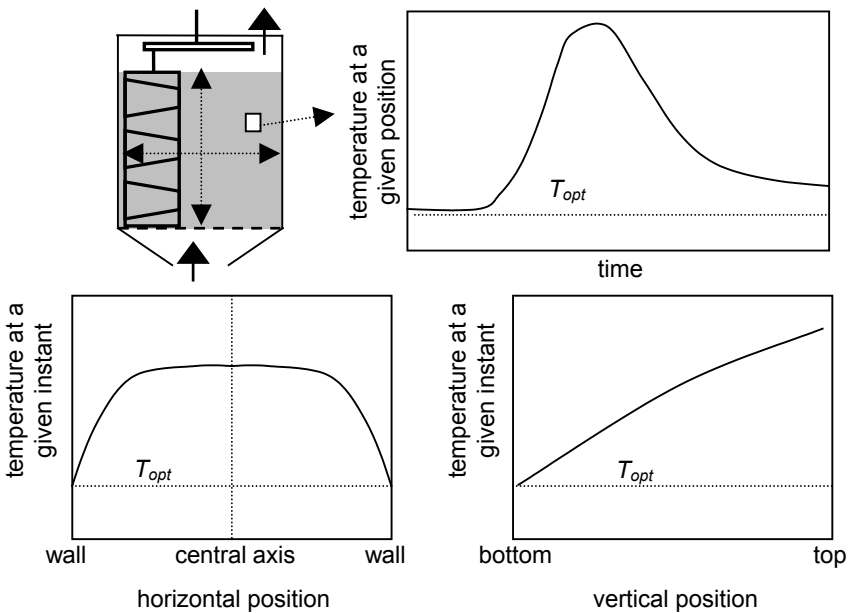 temperature at a
given position
T_opt
time
temperature at a
given instant
T_opt
wall
central axis
wall
horizontal position
temperature at a
given instant
T_opt
bottom
top
vertical position